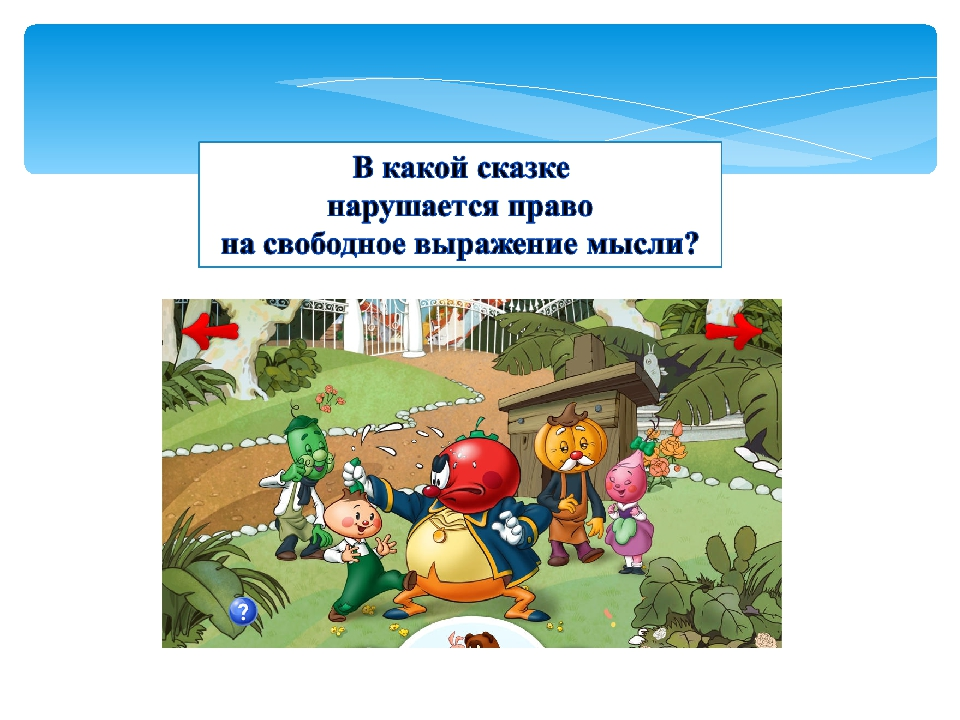 В какой сказке
нарушается право
на свободное выражение мысли?
?